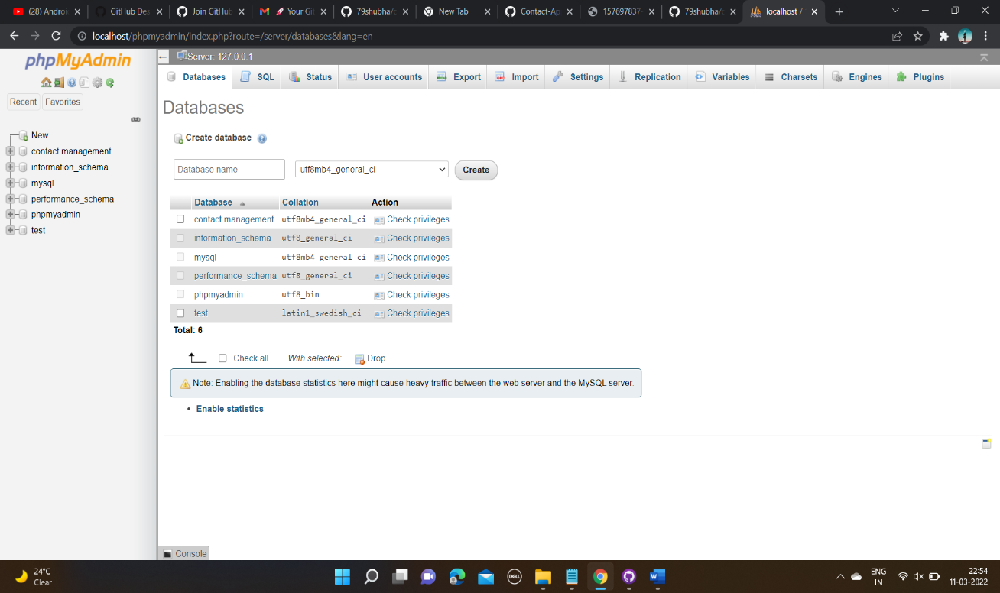 (28) Androi
GitHub Des
Join GitHub
Your Git
79shubha/c
New Tab
Contact-Ap
157697837-
79shubha/c
localhost /
localhost/phpmyadmin/index.php?route=/server/databases&lang=en
phpMyAdmin
Recent
Favorites
New
contact management
information_schema
mysql
performance_schema
phpmyadmin
test
Server: 127.0.0.1
Databases
SQL
Status
User accounts
Export
Import
Settings
Replication
Variables
Charsets
Engines
Plugins
Databases
Create database
Database name
utf8mb4_general_ci
Create
Database Collation Action
contact management utf8mb4_general_ci Check privileges
information_schema utf8_general_ci Check privileges
mysql utf8mb4_general_ci Check privileges
performance_schema utf8_general_ci Check privileges
phpmyadmin utf8_bin Check privileges
test latin1_swedish_ci Check privileges
Total: 6
Check all With selected: Drop
Note: Enabling the database statistics here might cause heavy traffic between the web server and the MySQL server.
• Enable statistics
Console
24°C
Clear
DELL
ENG
IN
22:54
11-03-2022